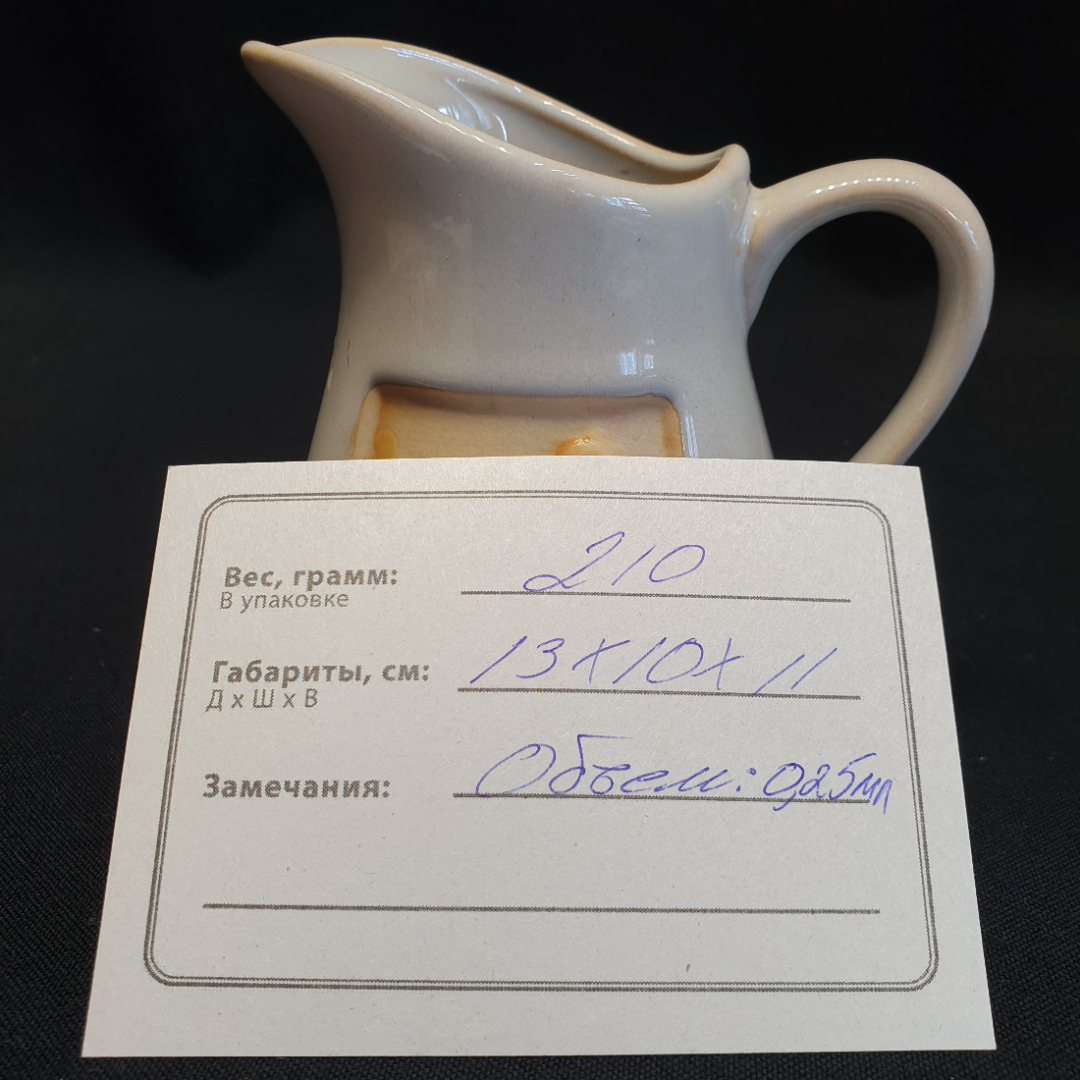 Вес, грамм: 210
В упаковке
Габариты, см: 13х10х11
Д х Ш х В
Замечания: Объем: 0,25мл